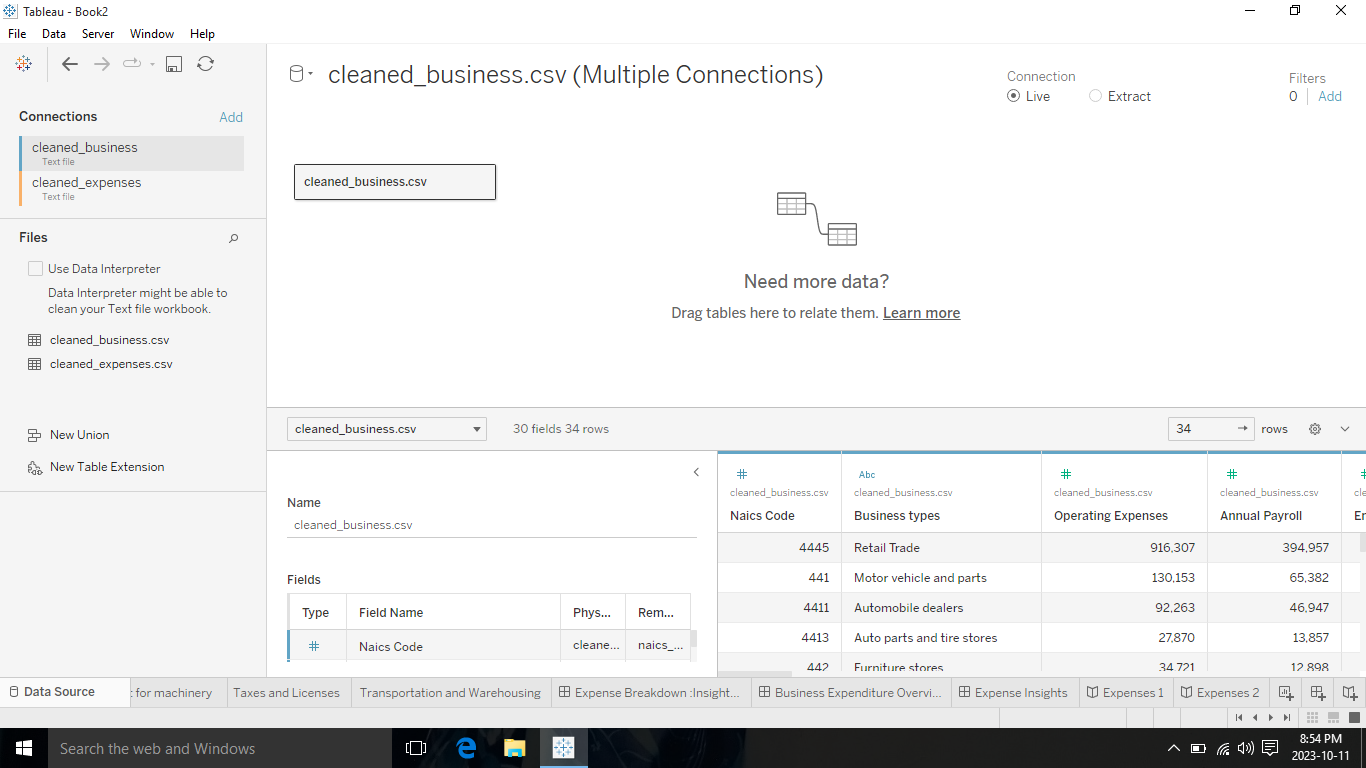 Tableau - Book2
File Data Server Window Help
cleaned_business.csv (Multiple Connections)
Connection
Live Extract
Filters
0 Add
Connections Add
cleaned_business
Text file
cleaned_expenses
Text file
Files
Use Data Interpreter
Data Interpreter might be able to
clean your Text file workbook.
cleaned_business.csv
cleaned_expenses.csv
New Union
New Table Extension
cleaned_business.csv
Need more data?
Drag tables here to relate them. Learn more
cleaned_business.csv 30 fields 34 rows 34 rows
Name
cleaned_business.csv
Fields
Type Field Name Phys... Rem...
# Naics Code cleane... naics_...
# Abc # # #
cleaned_business.csv cleaned_business.csv cleaned_business.csv cleaned_business.csv cle
Naics Code Business types Operating Expenses Annual Payroll Er
4445 Retail Trade 916,307 394,957
441 Motor vehicle and parts 130,153 65,382
4411 Automobile dealers 92,263 46,947
4413 Auto parts and tire stores 27,870 13,857
442 Furniture stores 34,721 12,898
Data Source t for machinery Taxes and Licenses Transportation and Warehousing Expense Breakdown :Insight... Business Expenditure Overvi... Expense Insights Expenses 1 Expenses 2
Search the web and Windows
8:54 PM
2023-10-11